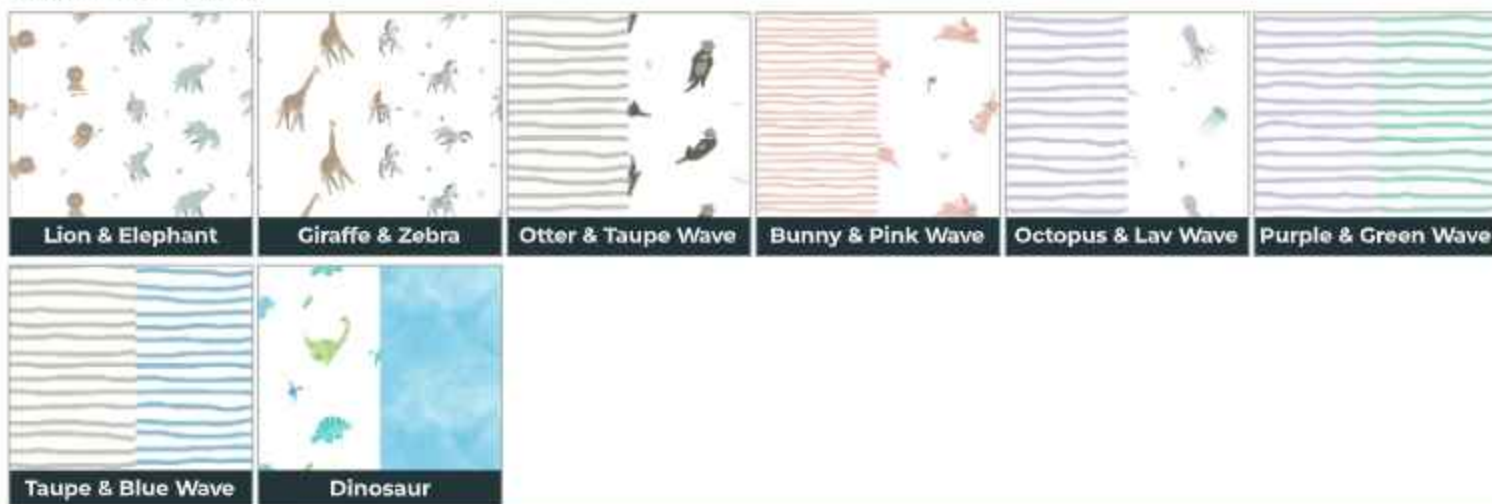 Lion & Elephant
Giraffe & Zebra
Otter & Taupe Wave
Bunny & Pink Wave
Octopus & Lav Wave
Purple & Green Wave
Taupe & Blue Wave
Dinosaur